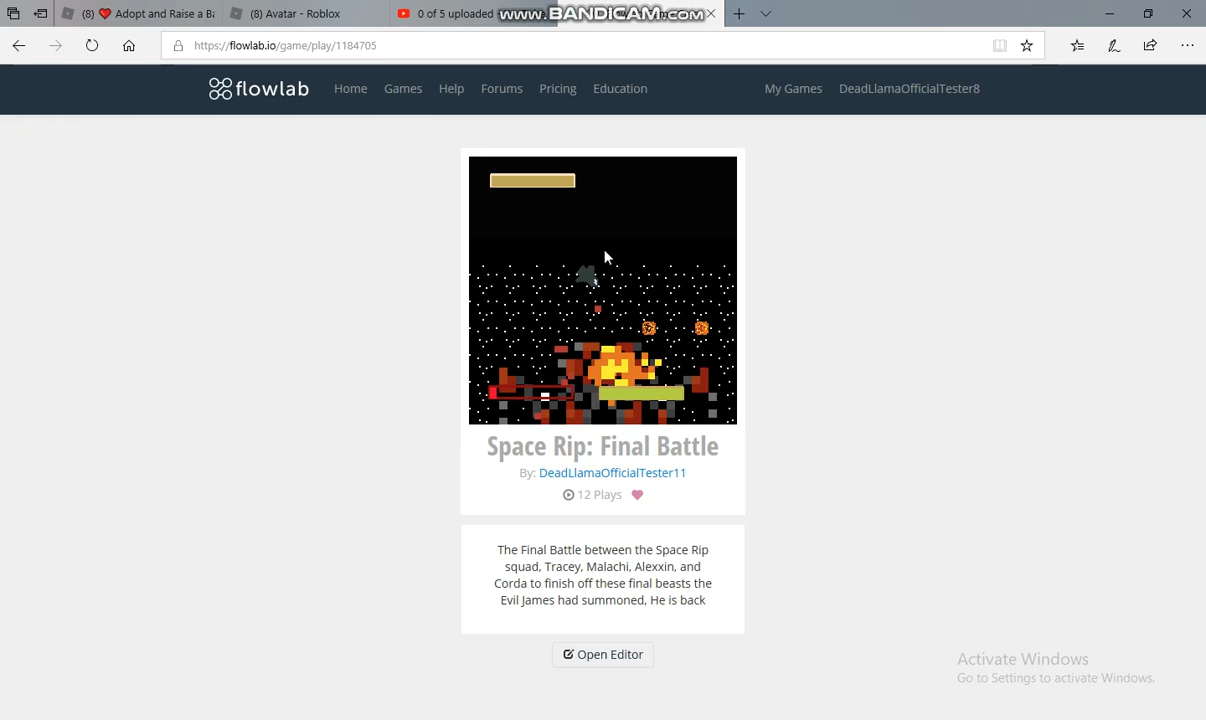 (8) ❤ Adopt and Raise a Ba
(8) Avatar - Roblox
0 of 5 uploaded
www.BANDICAM.com
https://flowlab.io/game/play/1184705
flowlab
Home
Games
Help
Forums
Pricing
Education
My Games
DeadLlamaOfficialTester8
Space Rip: Final Battle
By: DeadLlamaOfficialTester11
12 Plays
The Final Battle between the Space Rip
squad, Tracey, Malachi, Alexxin, and
Corda to finish off these final beasts the
Evil James had summoned, He is back
Open Editor
Activate Windows
Go to Settings to activate Windows.